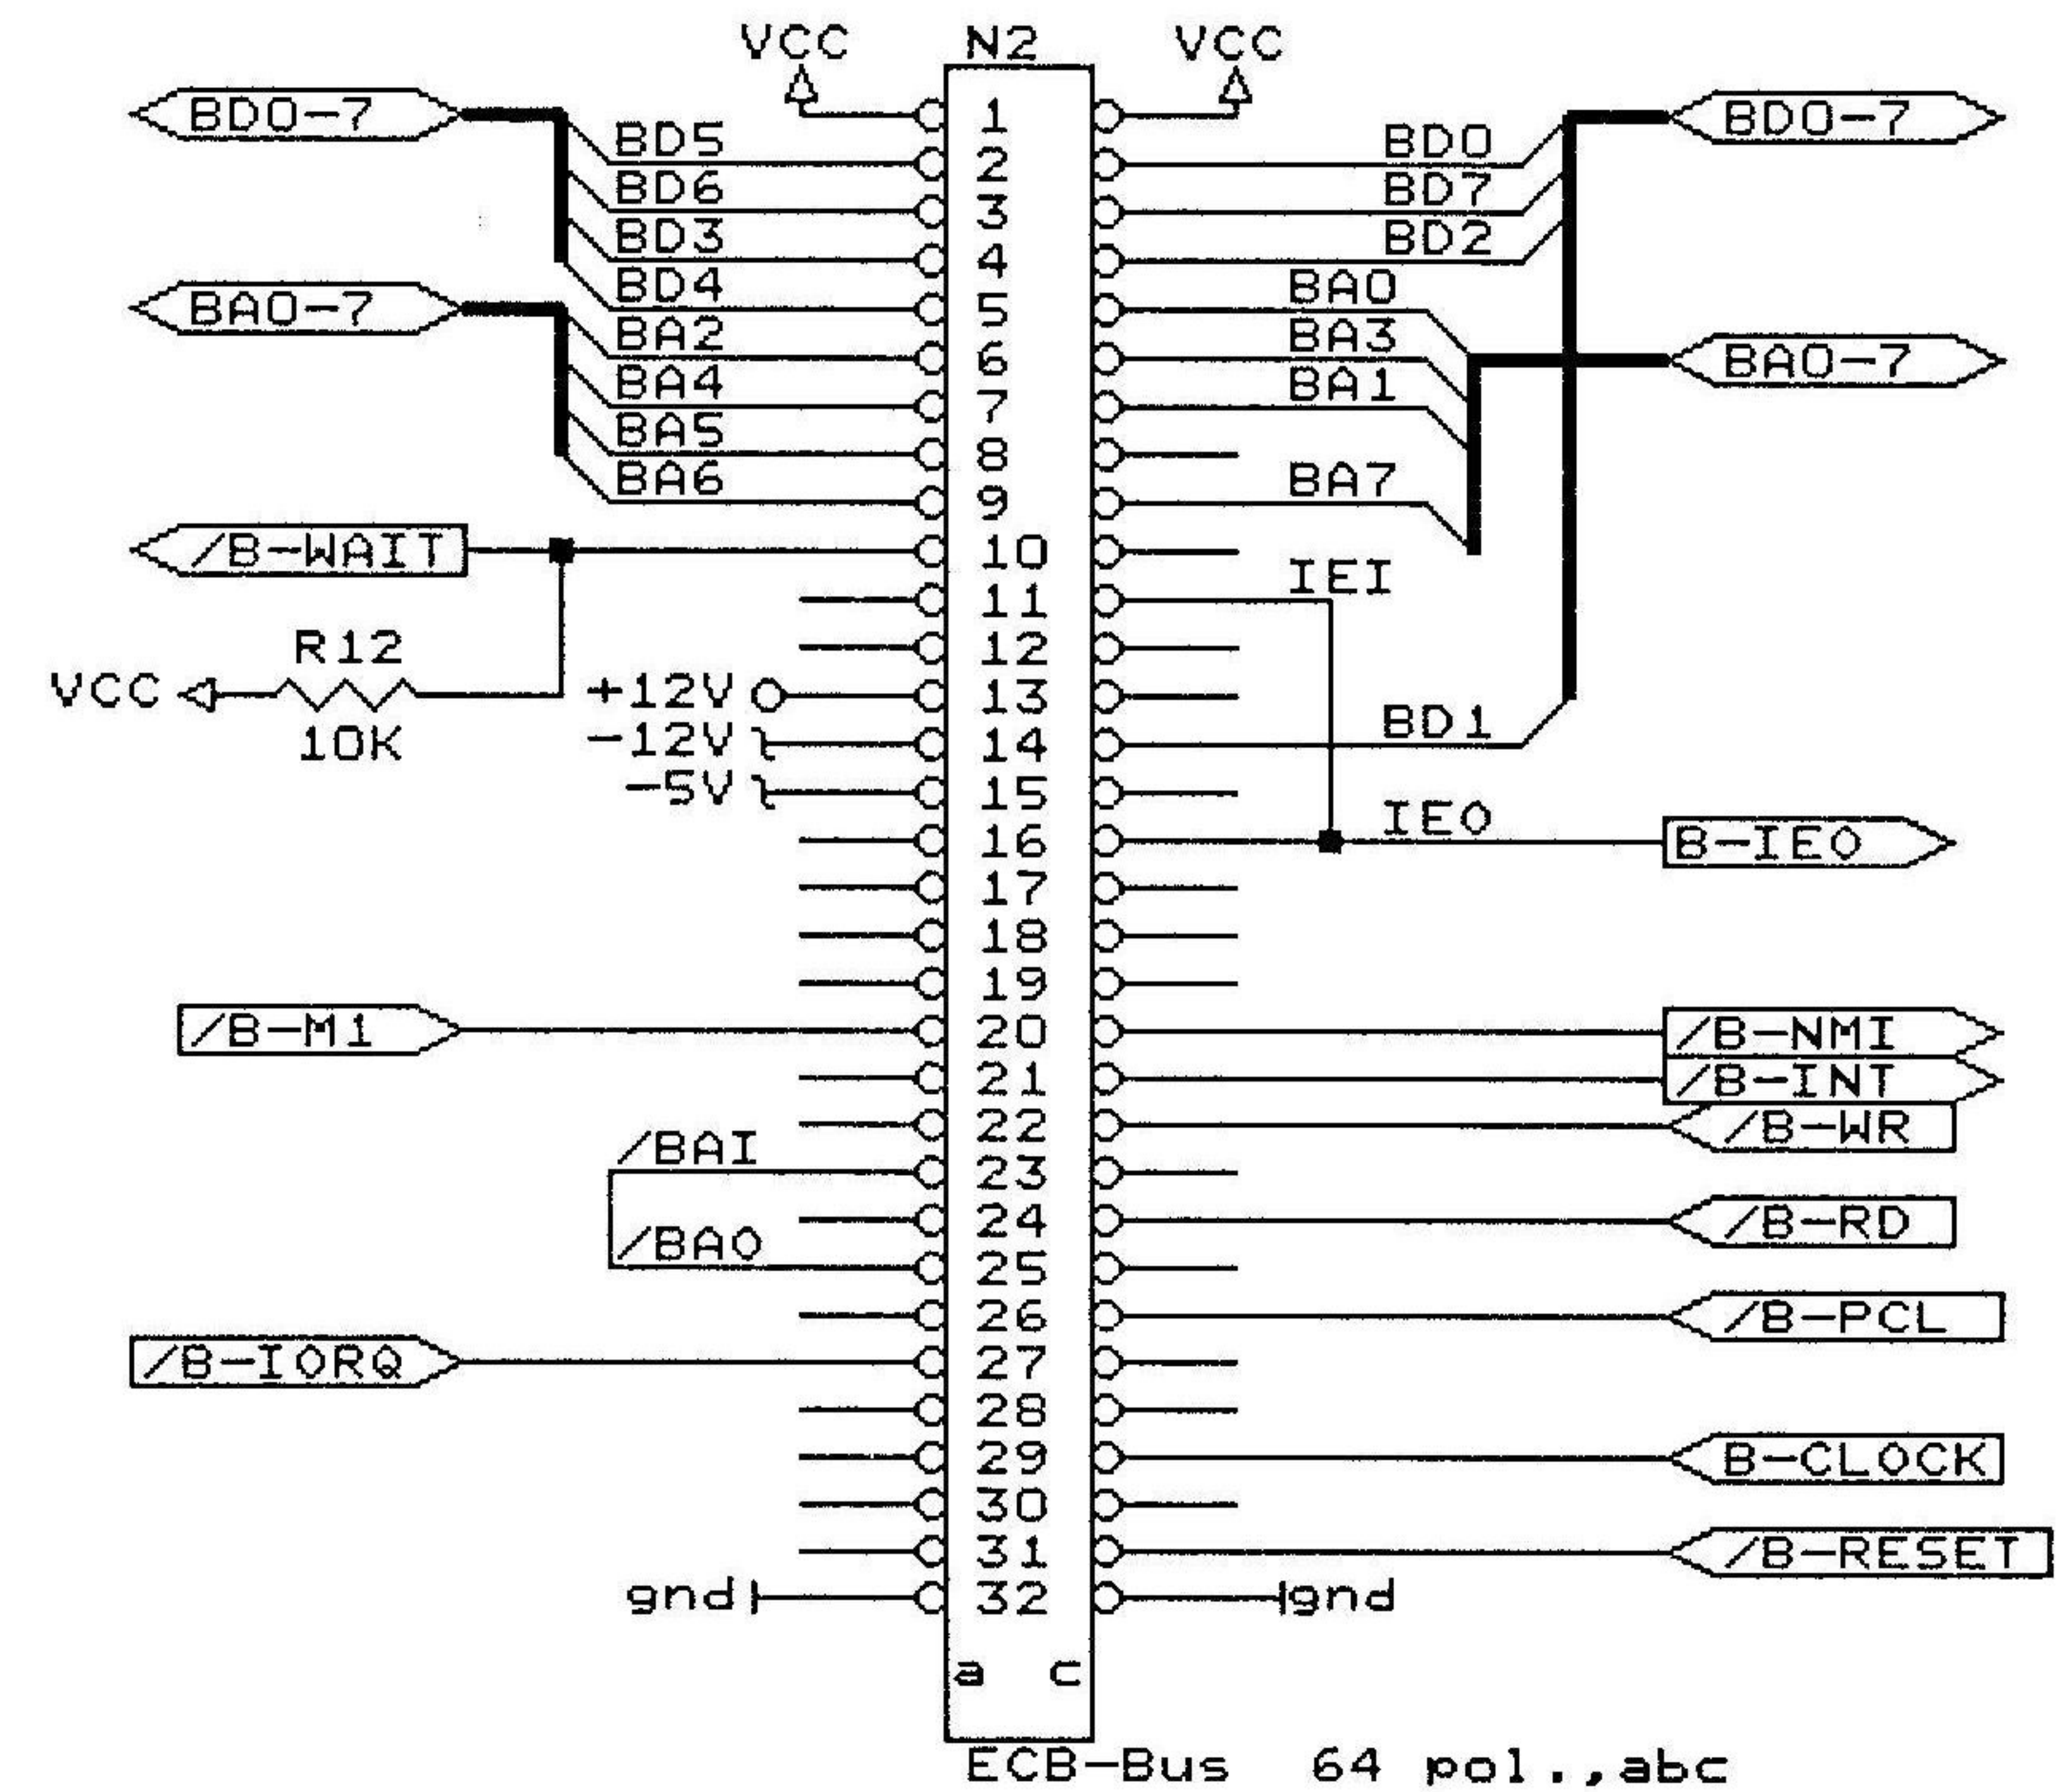 VCC N2 VCC
BD0-7 1 BD0-7
BD5 2 BD0
BD6 3 BD7
BD3 4 BD2
BD4 5 BA0
BA0-7 BA2 6 BA3 BA0-7
BA4 7 BA1
BA5 8
BA6 9 BA7
/B-WAIT 10
11 IEI
R12 12
VCC +12V 13
10K -12V 14 BD1
-5V 15
16 IEO B-IEO
17
18
19
/B-M1 20 /B-NMI
21 /B-INT
22 /B-WR
/BAI 23
24 /B-RD
/BAO 25
26 /B-PCL
/B-IORQ 27
28
29 B-CLOCK
30
31 /B-RESET
gnd 32 gnd
a c
ECB-Bus 64 pol.,abc